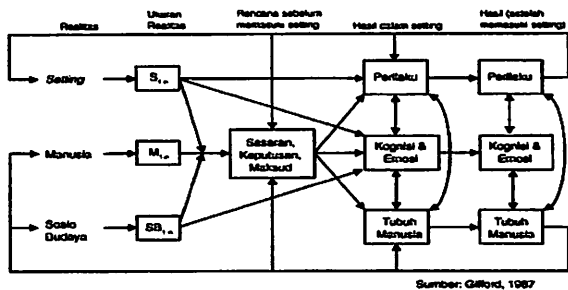 Realitas
Ukuran
Realitas
Rencana sebelum
memasuki setting
Hasil dalam setting
Hasil (setelah
memasuki setting)
Setting
Manusia
Sosio
Budaya
Sasaran,
Keputusan,
Maksud
Perilaku
Kognisi &
Emosi
Tubuh
Manusia
Perilaku
Kognisi &
Emosi
Tubuh
Manusia
Sumber: Gifford, 1987